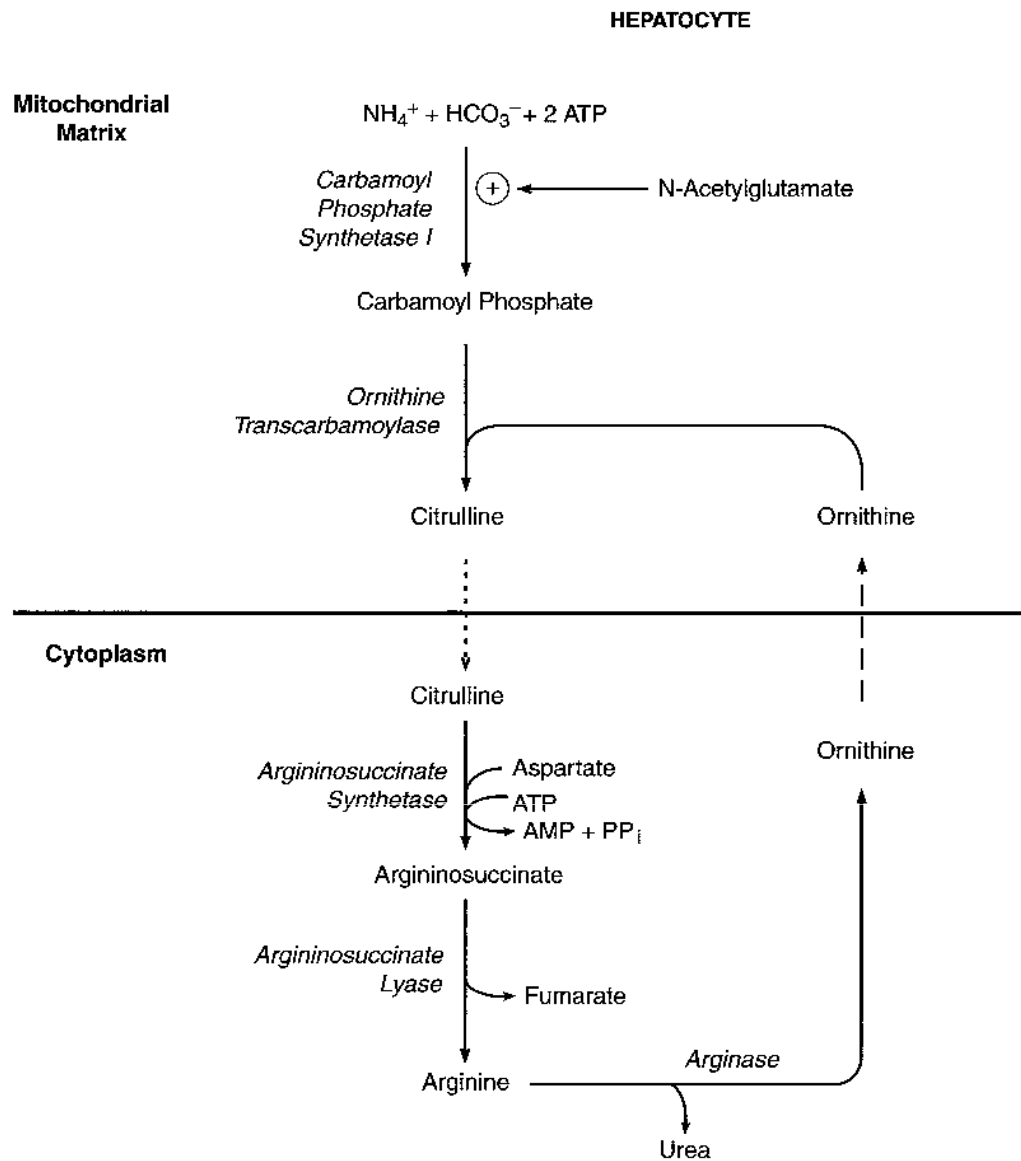 HEPATOCYTE
Mitochondrial
Matrix
NH₄⁺ + HCO₃⁻ + 2 ATP
Carbamoyl
Phosphate
Synthetase I
+
N-Acetylglutamate
Carbamoyl Phosphate
Ornithine
Transcarbamoylase
Citrulline
Ornithine
Cytoplasm
Citrulline
Ornithine
Argininosuccinate
Synthetase
Aspartate
ATP
AMP + PPᵢ
Argininosuccinate
Argininosuccinate
Lyase
Fumarate
Arginine
Arginase
Urea